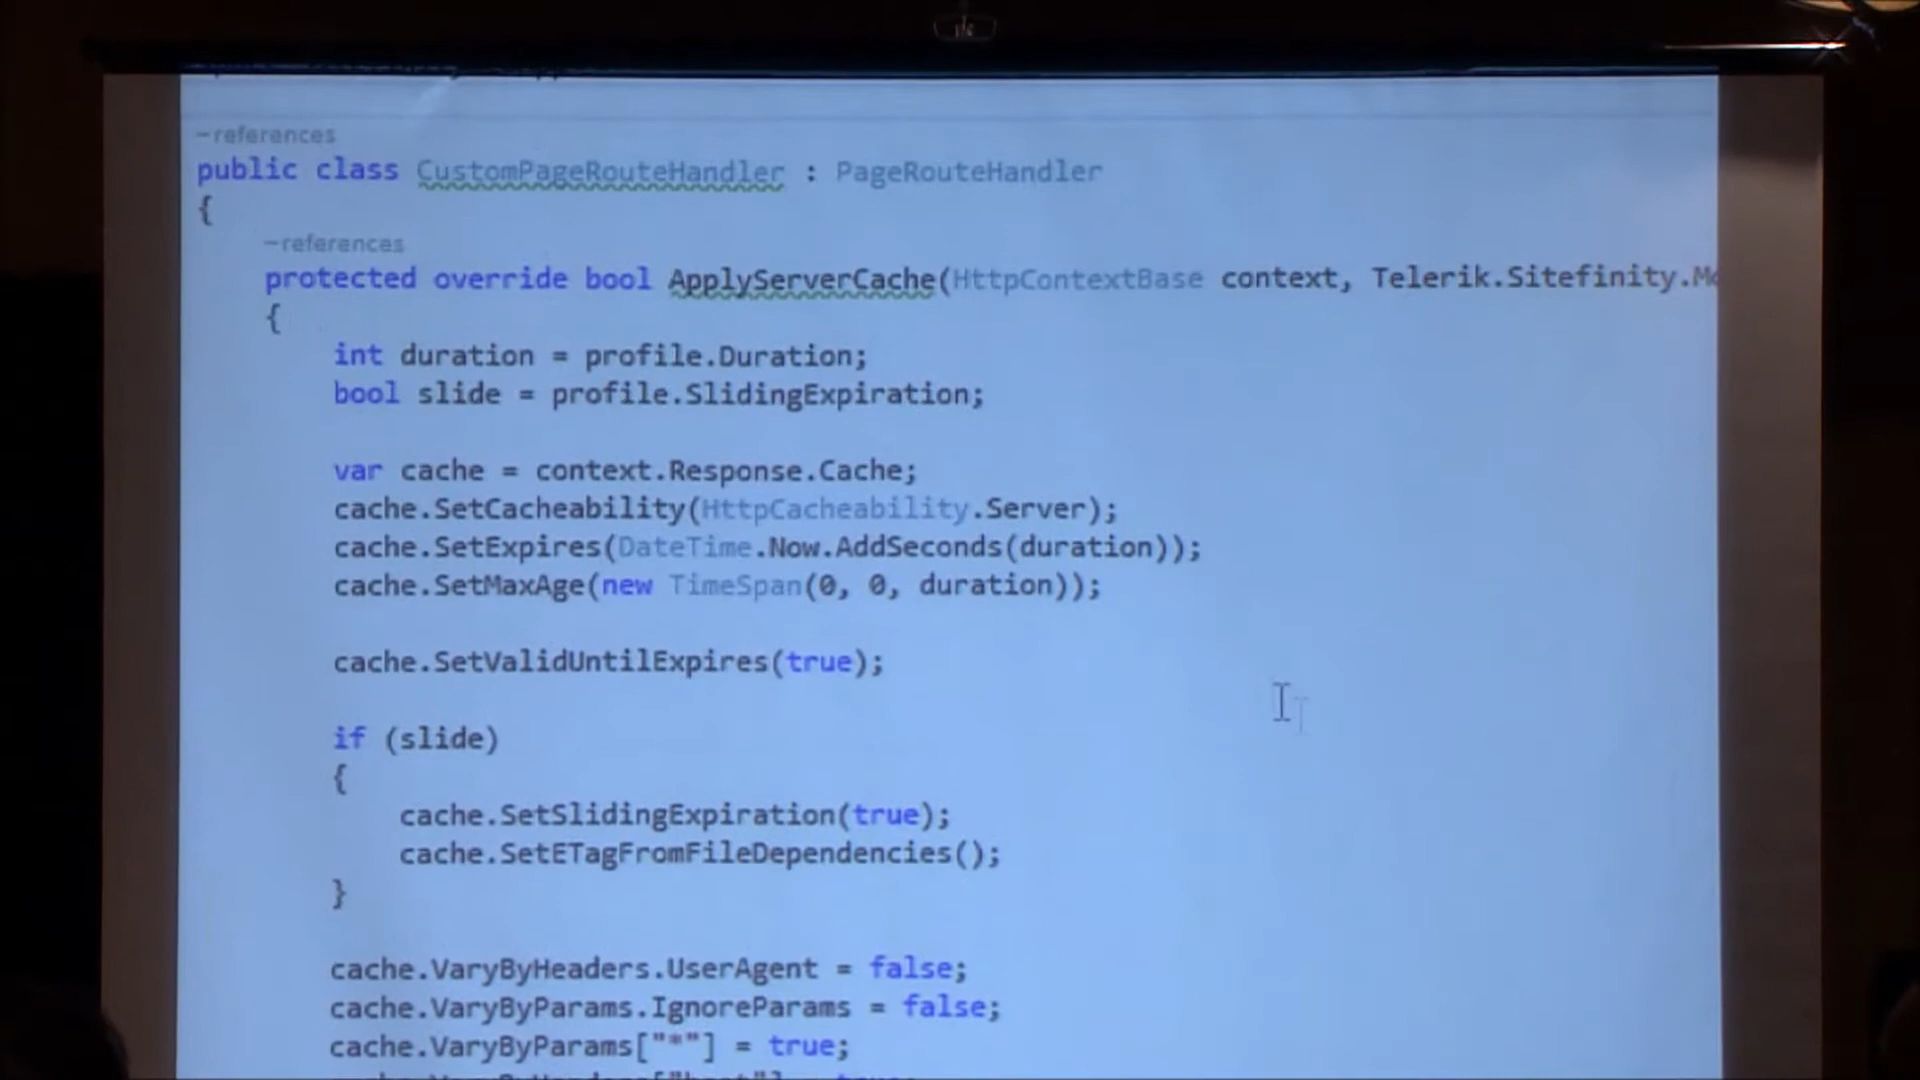 -references
public class CustomPageRouteHandler : PageRouteHandler
{
-references
protected override bool ApplyServerCache(HttpContextBase context, Telerik.Sitefinity.Mo
{
int duration = profile.Duration;
bool slide = profile.SlidingExpiration;
var cache = context.Response.Cache;
cache.SetCacheability(HttpCacheability.Server);
cache.SetExpires(DateTime.Now.AddSeconds(duration));
cache.SetMaxAge(new TimeSpan(0, 0, duration));
cache.SetValidUntilExpires(true);
if (slide)
{
cache.SetSlidingExpiration(true);
cache.SetETagFromFileDependencies();
}
cache.VaryByHeaders.UserAgent = false;
cache.VaryByParams.IgnoreParams = false;
cache.VaryByParams["*"] = true;